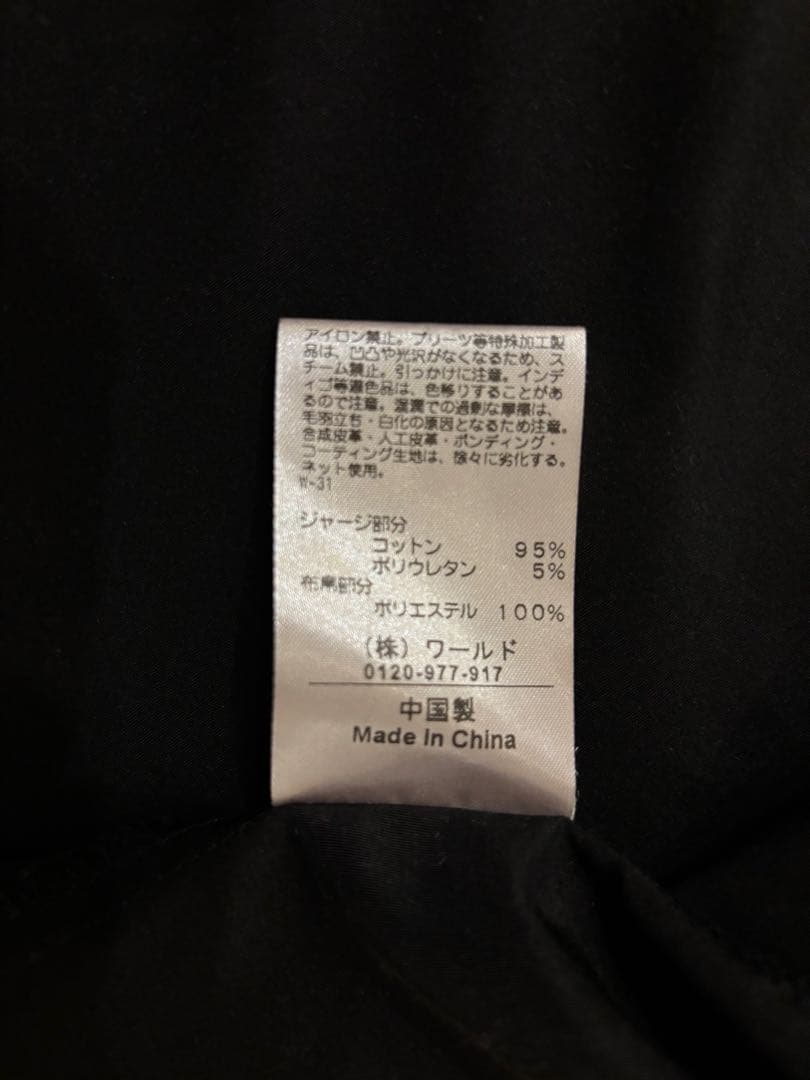 アイロン禁止。プリーツ等特殊加工製
品は、凹凸や光沢がなくなるため、ス
チーム禁止。引っかけに注意。インデ
ィゴ等濃色品は、色移りすることがあ
るので注意。湿潤での過剰な摩擦は、
毛羽立ち・白化の原因となるため注意。
合成皮革・人工皮革・ボンディング・
コーティング生地は、徐々に劣化する。
ネット使用。
W-31
ジャージ部分
コットン 95%
ポリウレタン 5%
布帛部分
ポリエステル 100%
(株)ワールド
0120-977-917
中国製
Made In China